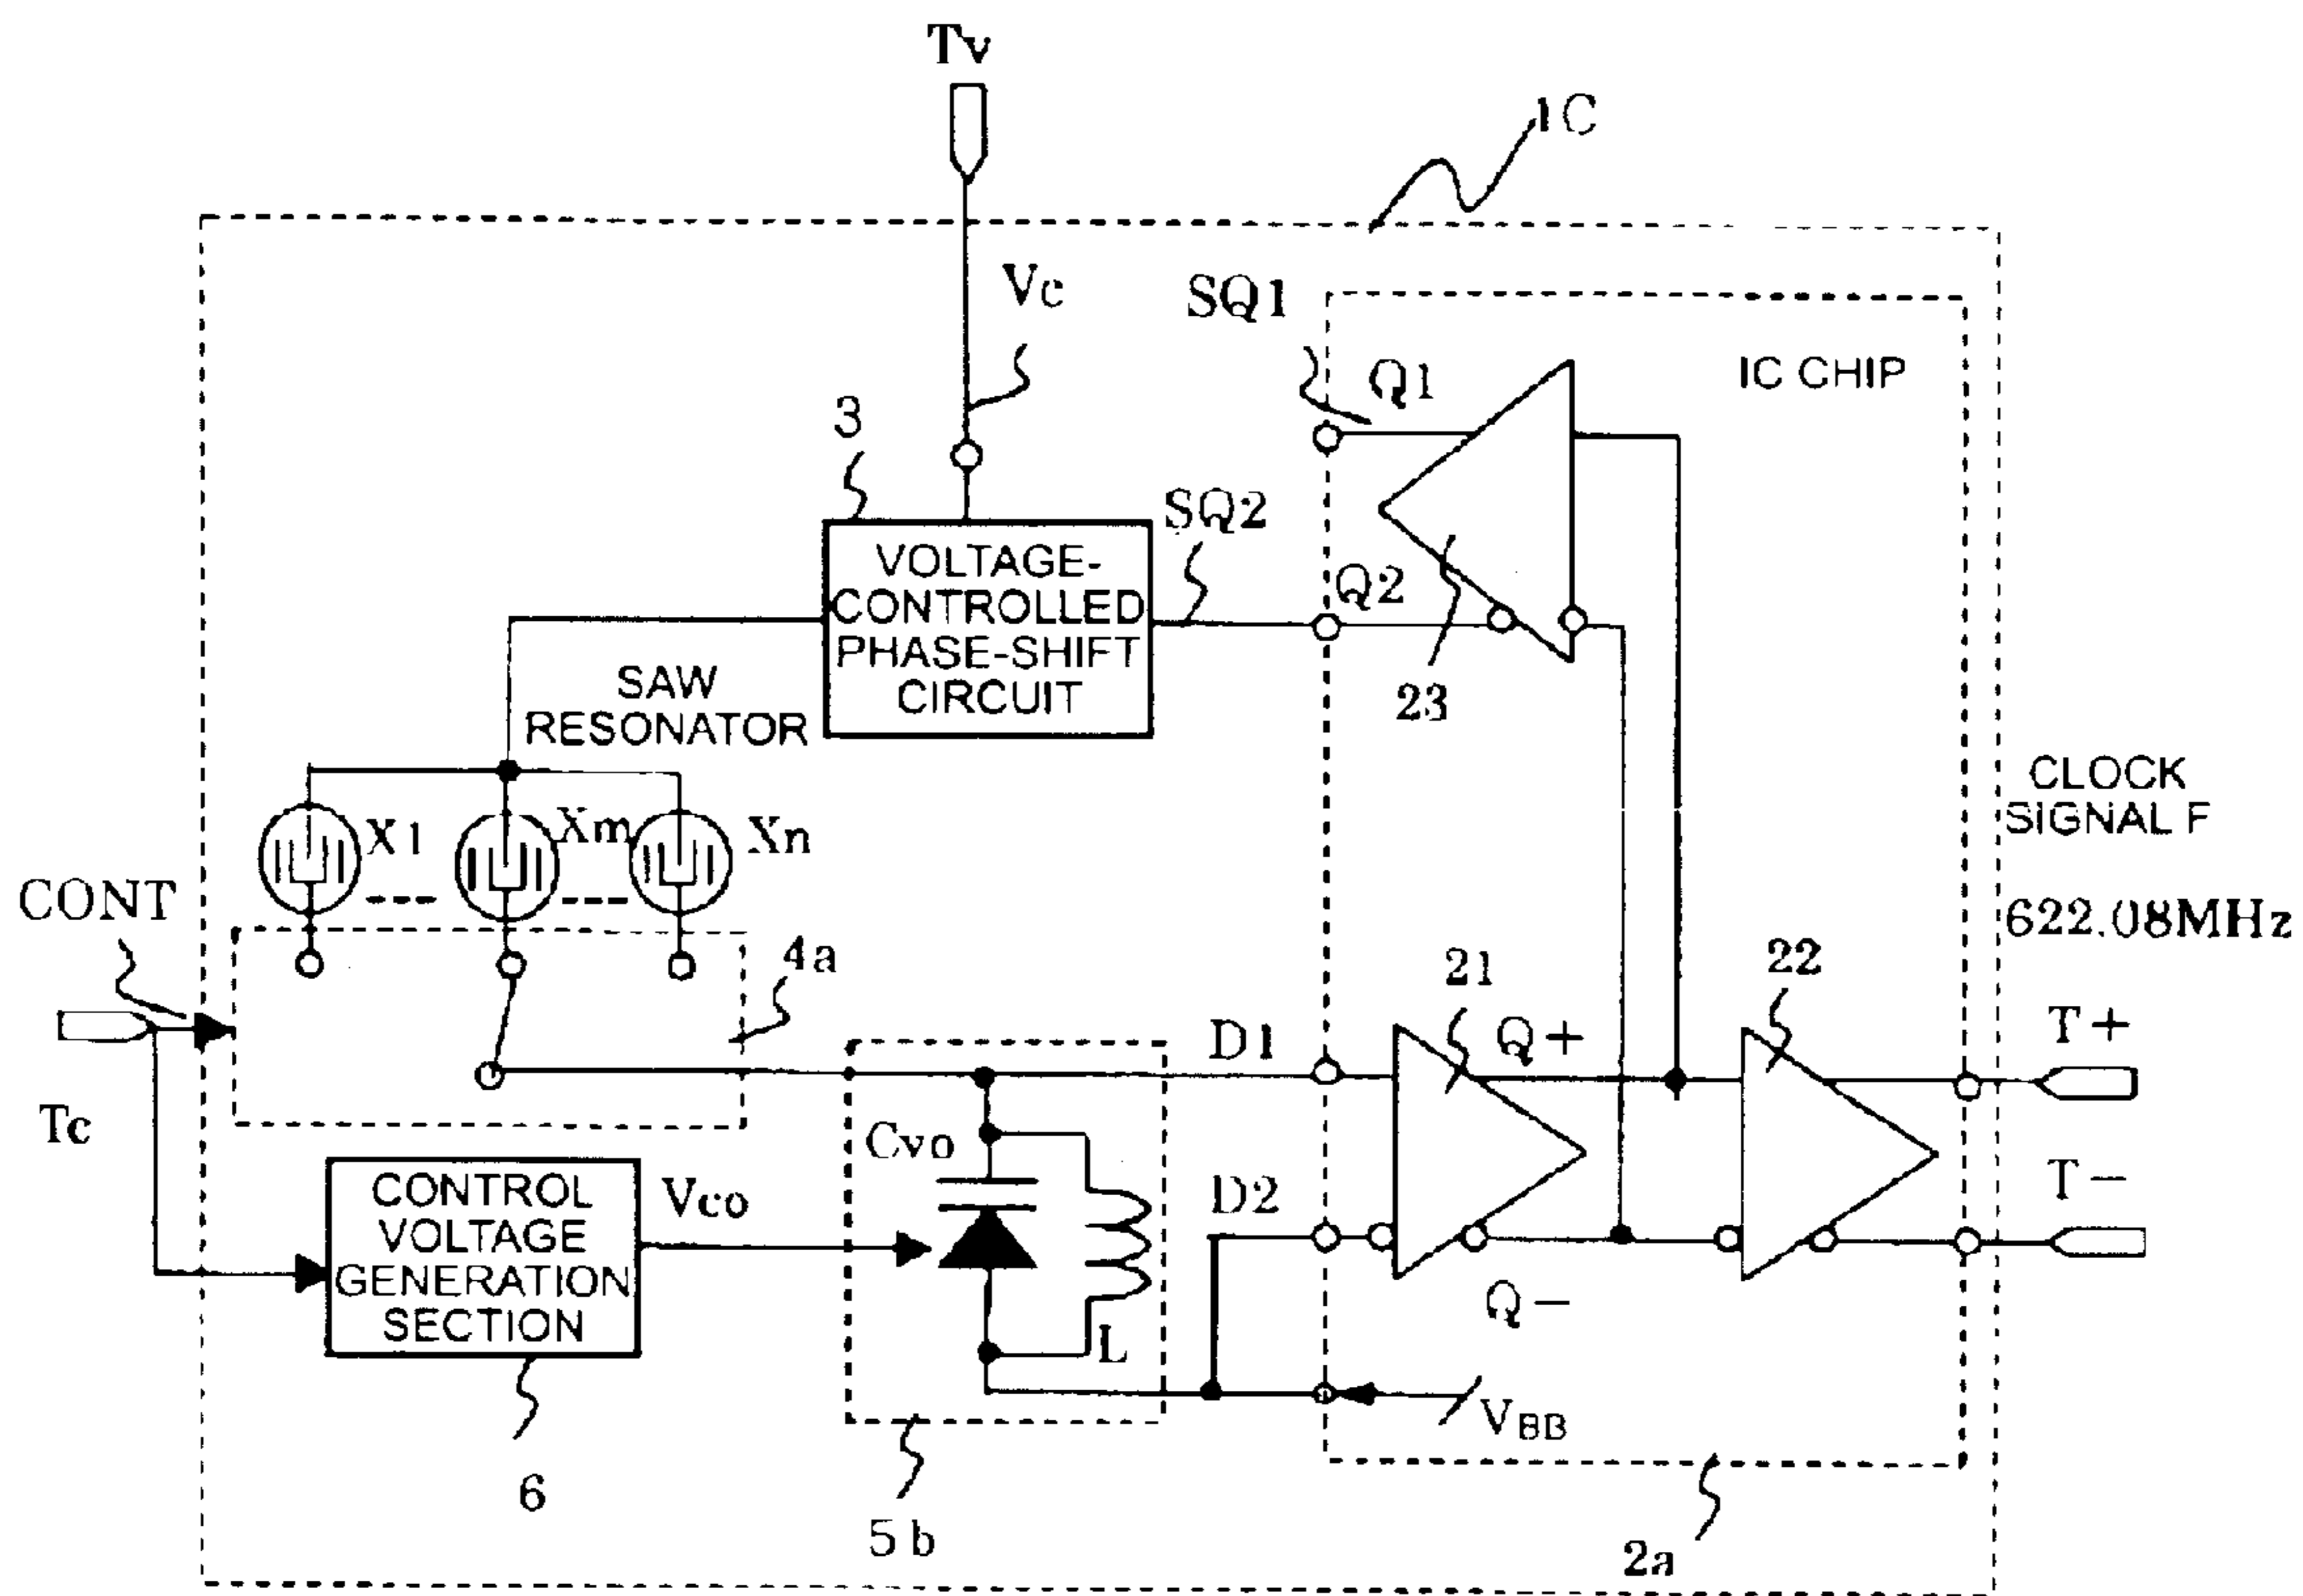 Tv
1C
Vc
SQ1
Q1
IC CHIP
3
SQ2
VOLTAGE-
CONTROLLED
PHASE-SHIFT
CIRCUIT
Q2
23
SAW
RESONATOR
CLOCK
SIGNAL F
622.08MHz
X1
Xm
Xn
CONT
4a
21
22
D1
Q+
T+
Tc
Cvo
CONTROL
VOLTAGE
GENERATION
SECTION
Vco
D2
T-
L
Q-
VBB
6
5b
2a